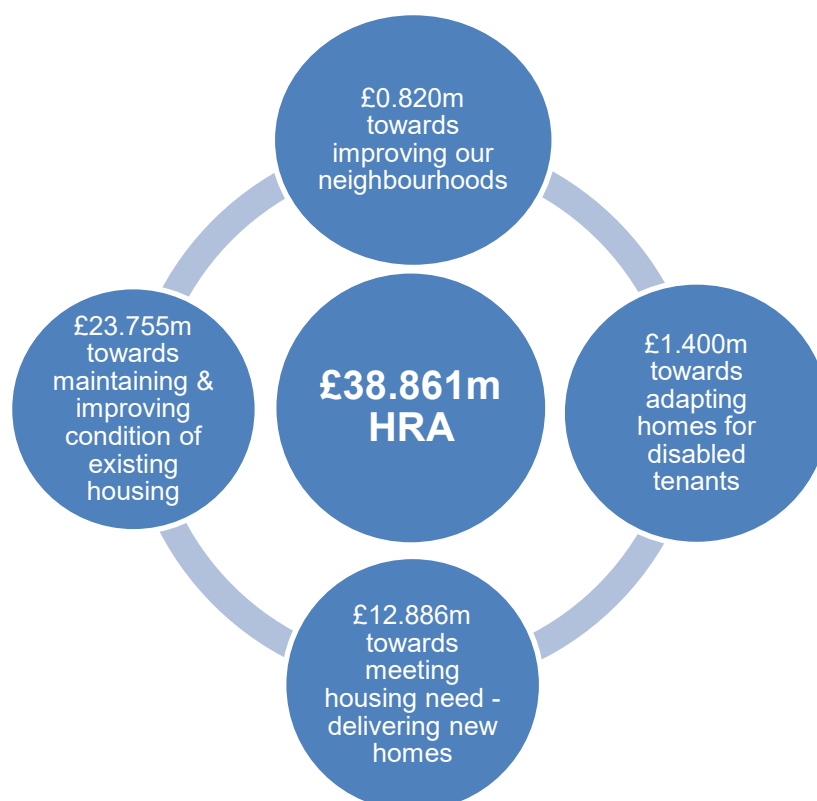 £0.820m
towards
improving our
neighbourhoods
£23.755m
towards
maintaining &
improving
condition of
existing
housing
£38.861m
HRA
£1.400m
towards
adapting
homes for
disabled
tenants
£12.886m
towards
meeting
housing need -
delivering new
homes